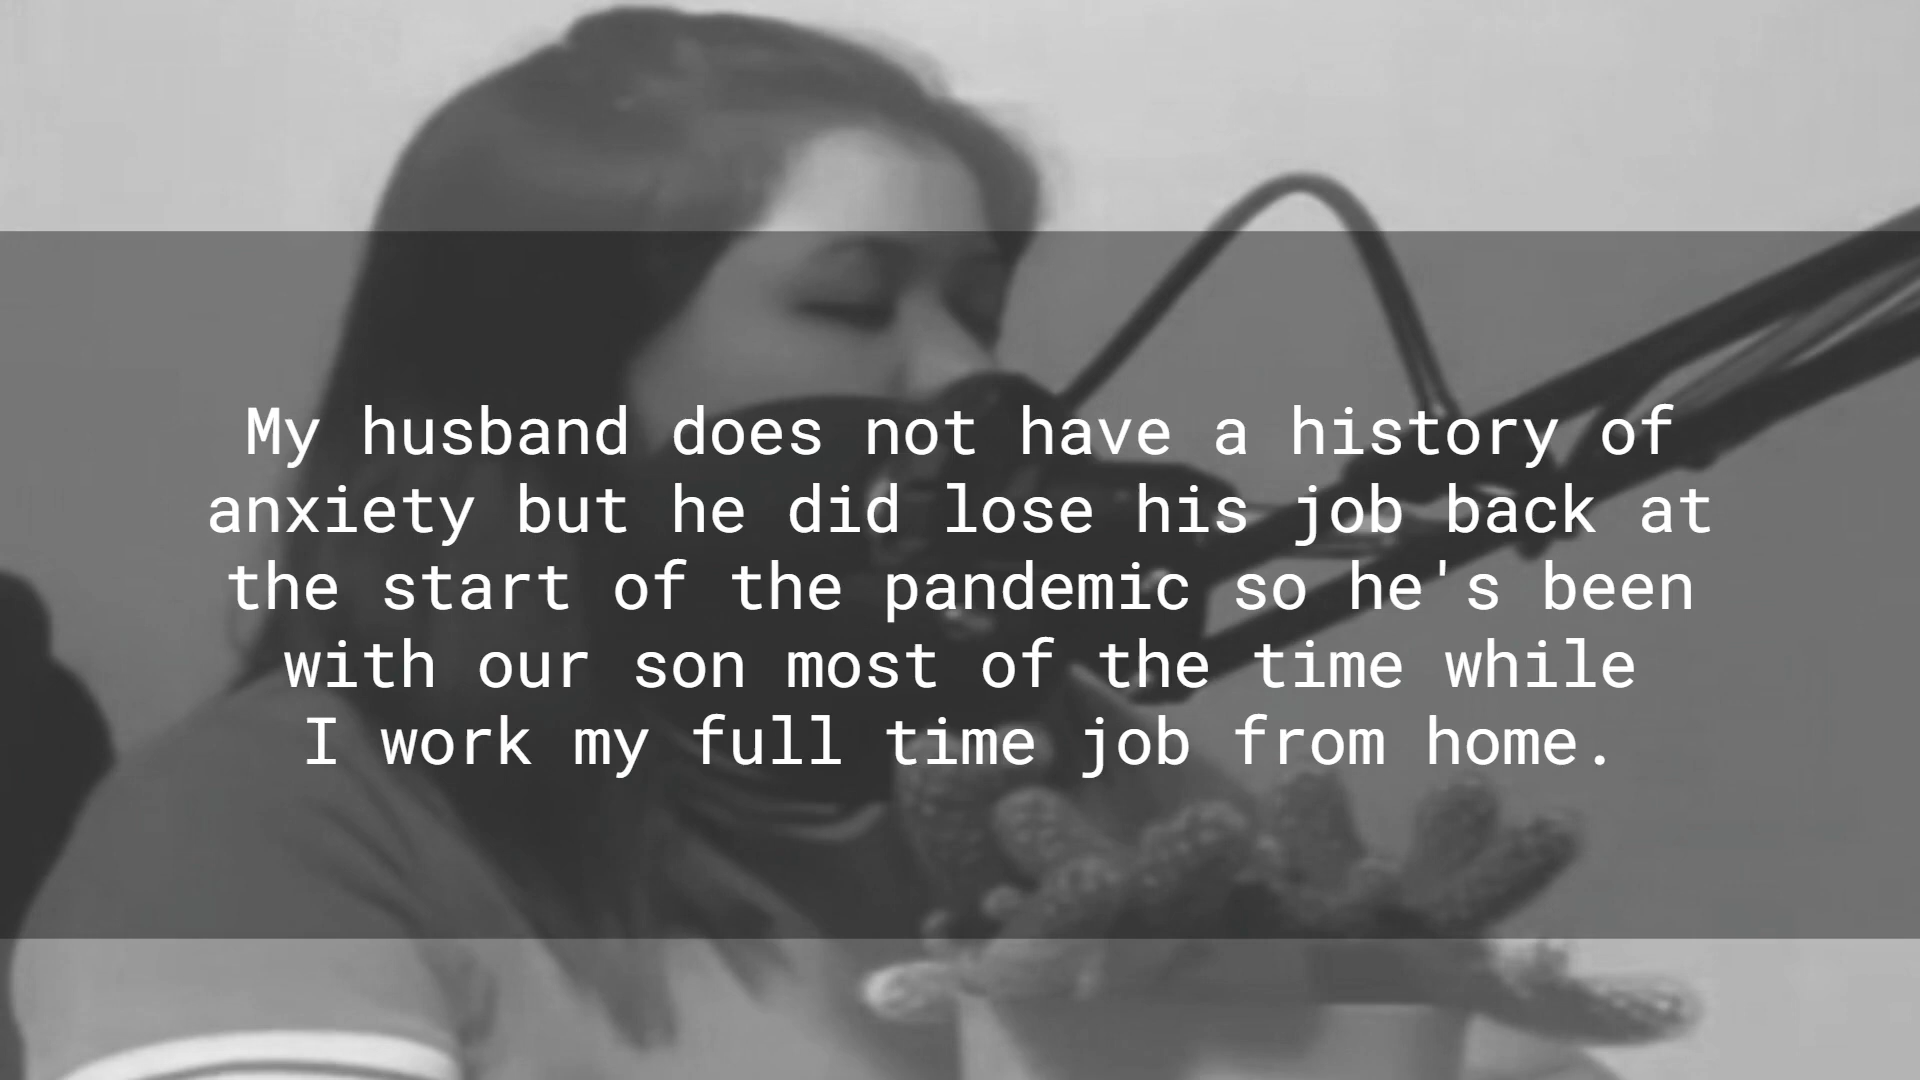 My husband does not have a history of
anxiety but he did lose his job back at
the start of the pandemic so he's been
with our son most of the time while
I work my full time job from home.